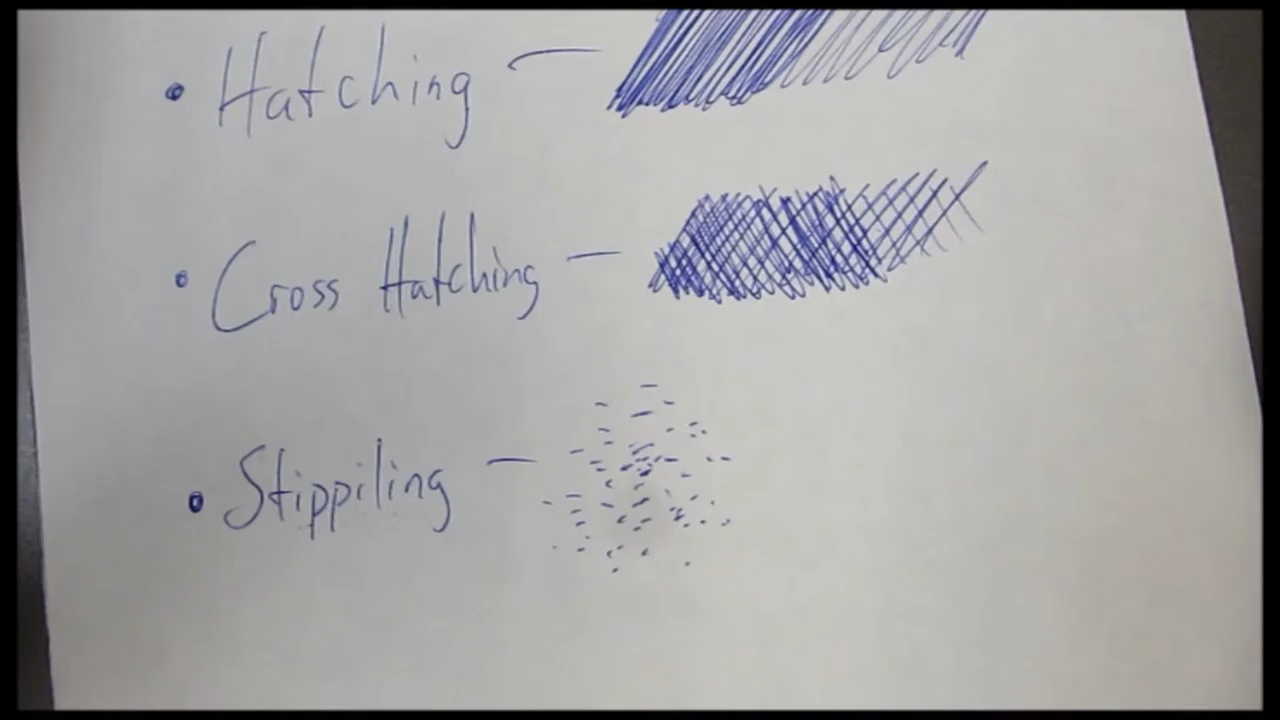 • Hatching —
• Cross Hatching —
• Stippiling —